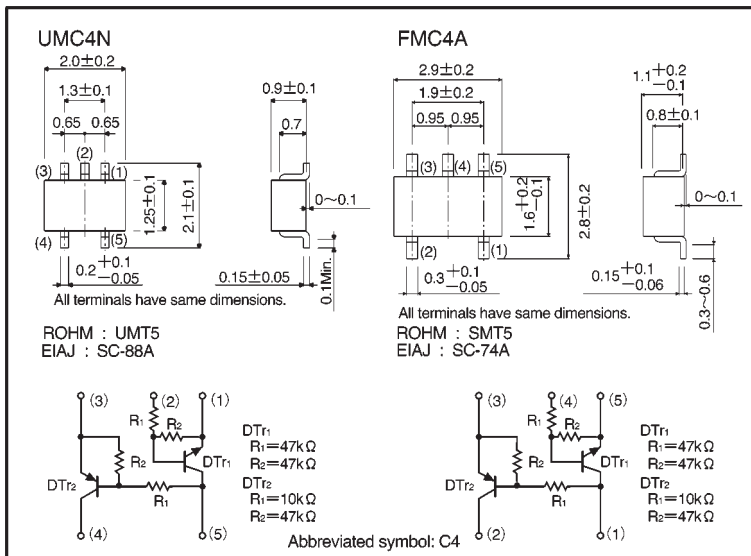 UMC4N
2.0±0.2
1.3±0.1
0.65 0.65
(2)
(3) (1)
(4) (5)
1.25±0.1
2.1±0.1
0.2 +0.1 −0.05
0.9±0.1
0.7
0~0.1
0.15±0.05
0.1Min.
All terminals have same dimensions.
ROHM : UMT5
EIAJ : SC-88A
FMC4A
2.9±0.2
1.9±0.2
0.95 0.95
(3) (4) (5)
(2) (1)
1.6 +0.2 −0.1
2.8±0.2
0.3 +0.1 −0.05
1.1 +0.2 −0.1
0.8±0.1
0~0.1
0.15 +0.1 −0.06
0.3~0.6
All terminals have same dimensions.
ROHM : SMT5
EIAJ : SC-74A
(3) (2) (1)
R1 R2
DTr1
R2
DTr2
R1
(4) (5)
DTr1
R1=47kΩ
R2=47kΩ
DTr2
R1=10kΩ
R2=47kΩ
(3) (4) (5)
R1 R2
DTr1
R2
DTr2
R1
(2) (1)
DTr1
R1=47kΩ
R2=47kΩ
DTr2
R1=10kΩ
R2=47kΩ
Abbreviated symbol: C4